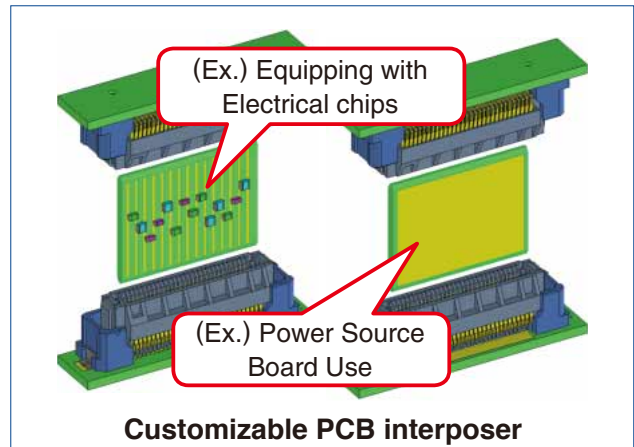 (Ex.) Equipping with
Electrical chips
(Ex.) Power Source
Board Use
Customizable PCB interposer